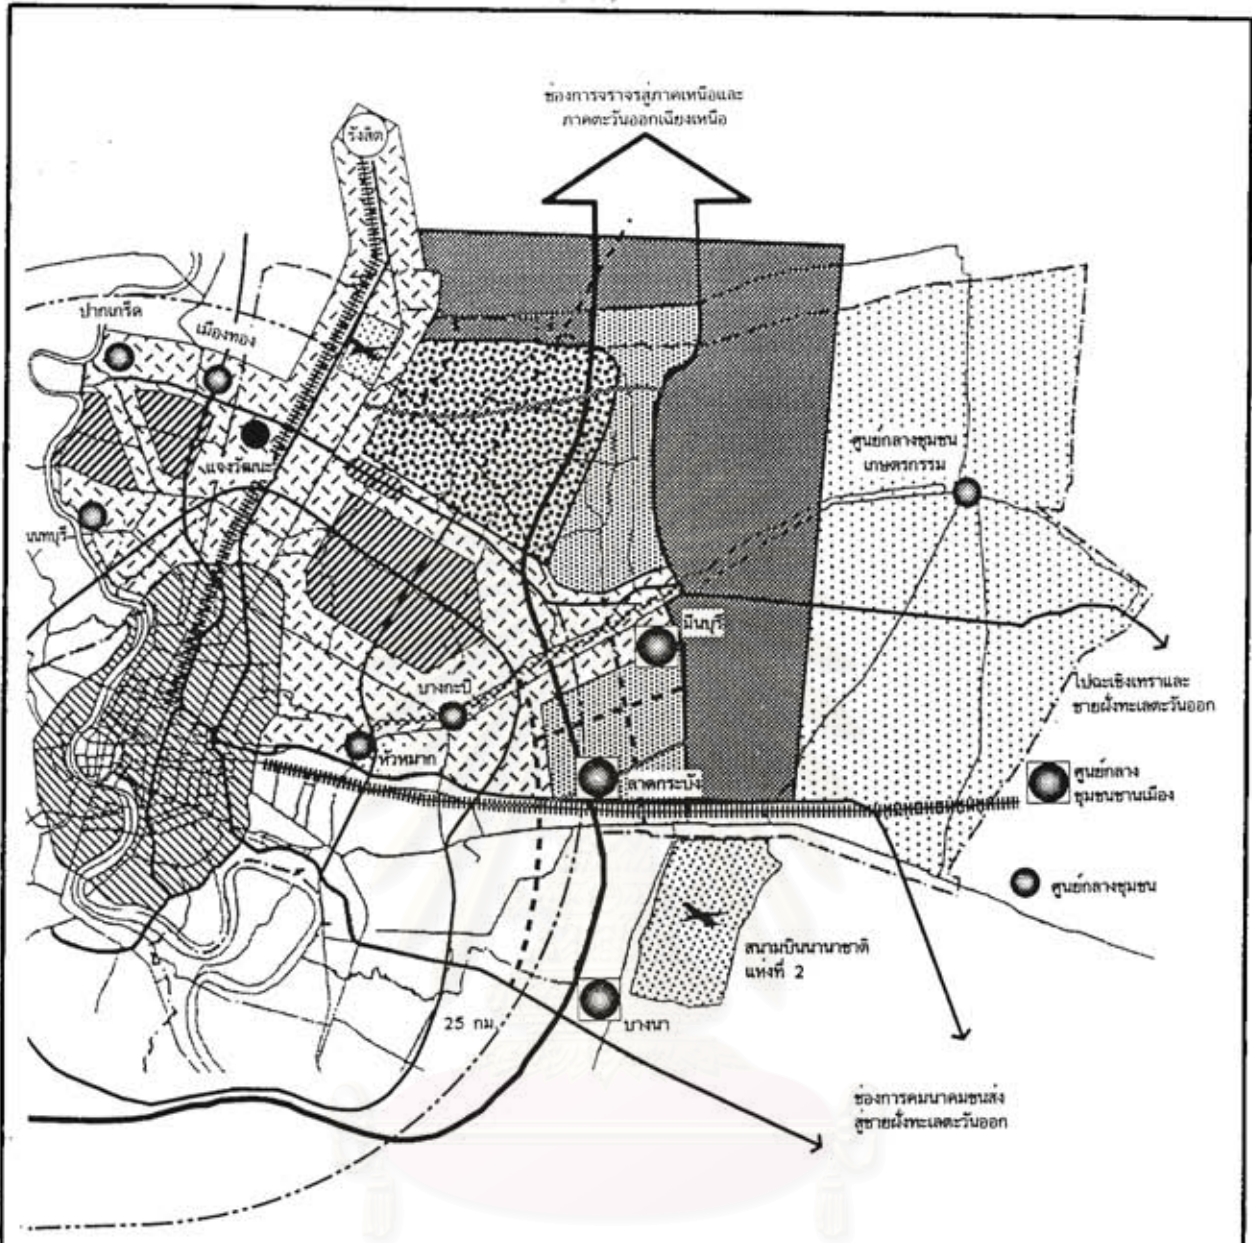 ช่องการจราจรสู่ภาคเหนือและ
ภาคตะวันออกเฉียงเหนือ
รังสิต
ปากเกร็ด
เมืองทอง
แจงวัฒนะ
นนทบุรี
ศูนย์กลางชุมชน
เกษตรกรรม
มีนบุรี
บางกะปิ
หัวหมาก
ลาดกระบัง
ไปฉะเชิงเทราและ
ชายฝั่งทะเลตะวันออก
ศูนย์กลาง
ชุมชนชานเมือง
ศูนย์กลางชุมชน
สนามบินนานาชาติ
แห่งที่ 2
บางนา
25 กม.
ช่องการคมนาคมขนส่ง
สู่ชายฝั่งทะเลตะวันออก